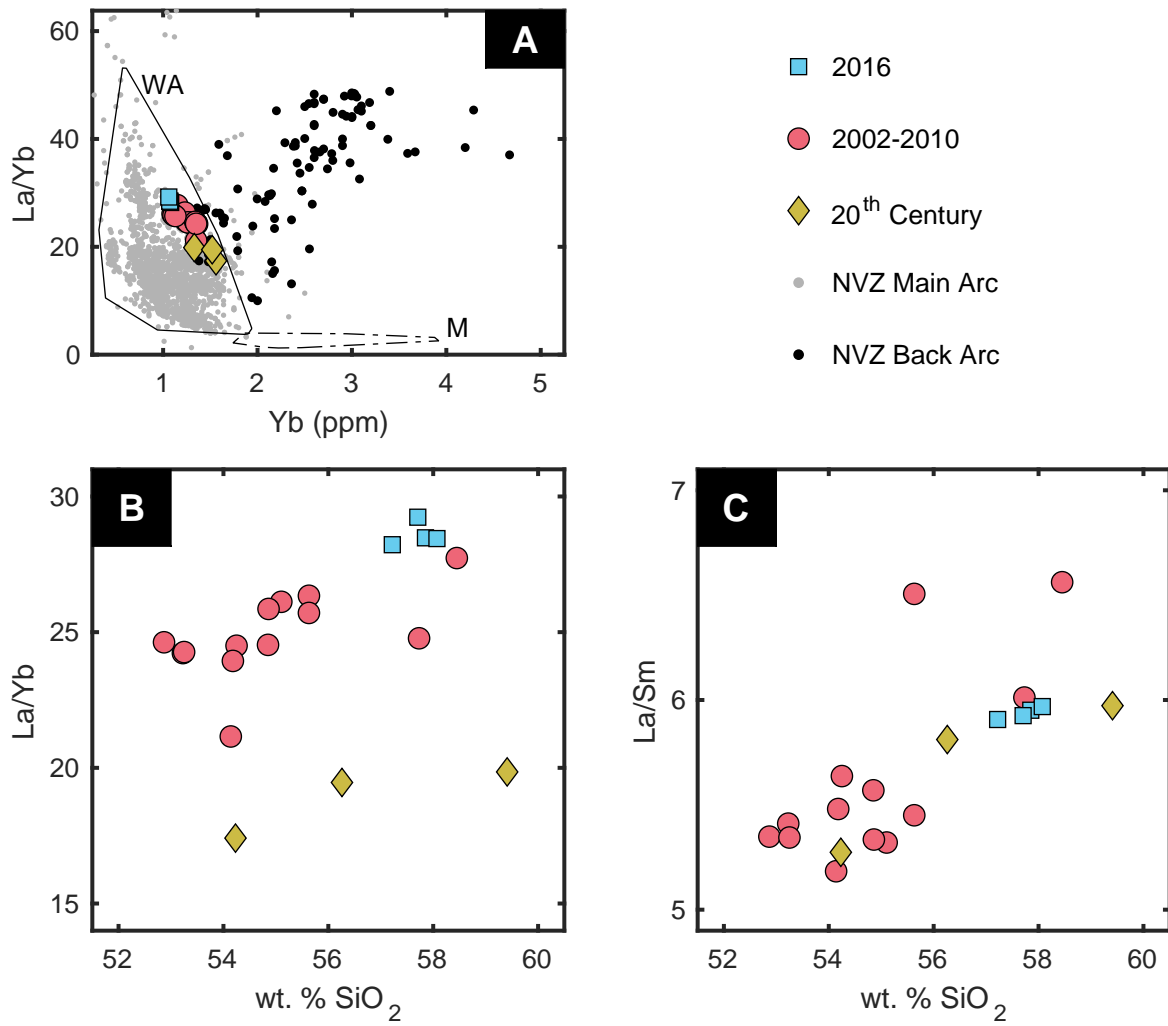 60
40
20
0
La/Yb
A
WA
M
1 2 3 4 5
Yb (ppm)
2016
2002-2010
20th Century
NVZ Main Arc
NVZ Back Arc
30
25
20
15
La/Yb
B
52 54 56 58 60
wt. % SiO2
7
6
5
La/Sm
C
52 54 56 58 60
wt. % SiO2